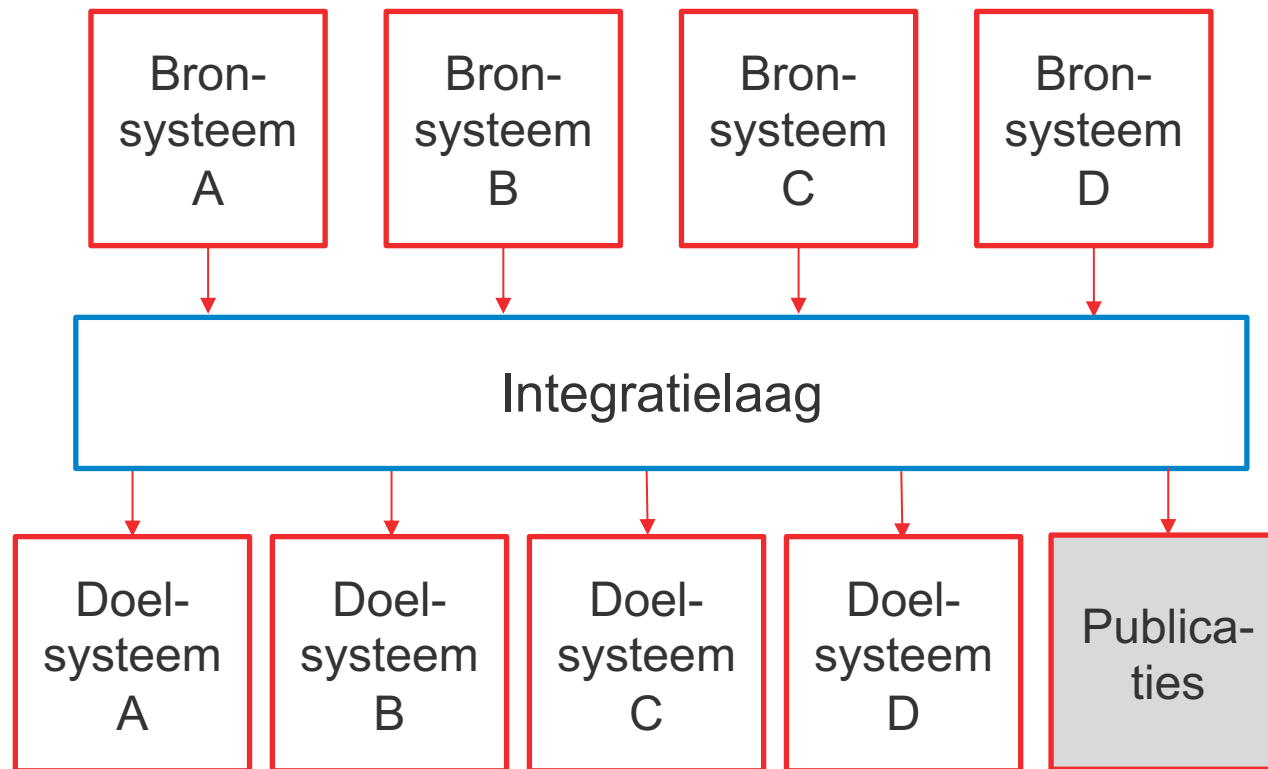 Bron-
systeem
A
Bron-
systeem
B
Bron-
systeem
C
Bron-
systeem
D
Integratielaag
Doel-
systeem
A
Doel-
systeem
B
Doel-
systeem
C
Doel-
systeem
D
Publica-
ties